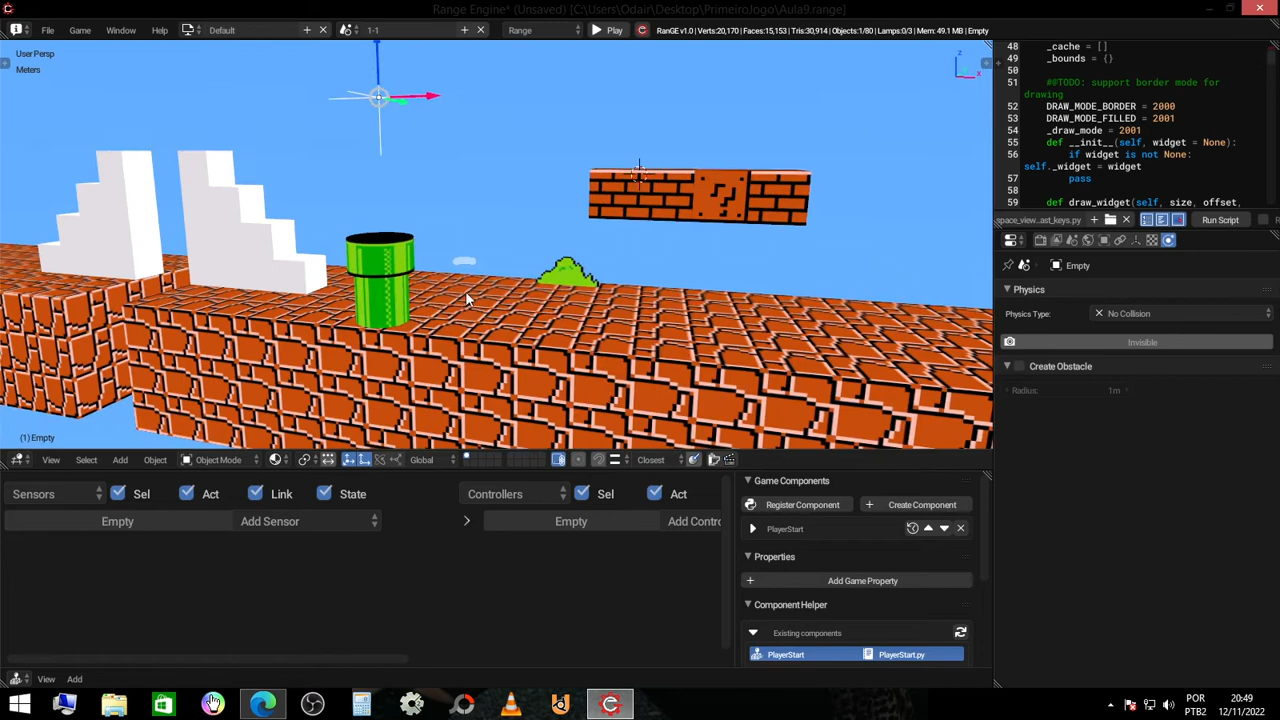 Range Engine* (Unsaved) [C:\Users\Odair\Desktop\PrimeiroJogo\Aula9.range]
File Game Window Help Default 1-1 Range Play RanGE v1.0 | Verts:20,170 | Faces:15,153 | Tris:30,914 | Objects:1/80 | Lamps:0/3 | Mem: 49.1 MB | Empty
User Persp
Meters
z
x
48 _cache = []
49 _bounds = {}
50
51 ##TODO: support border mode for
drawing
52 DRAW_MODE_BORDER = 2000
53 DRAW_MODE_FILLED = 2001
54 _draw_mode = 2001
55 def __init__(self, widget = None):
56 if widget is not None:
self._widget = widget
57 pass
58
59 def draw_widget(self, size, offset,
space_view...ast_keys.py Run Script
Empty
Physics
Physics Type: No Collision
Invisible
Create Obstacle
Radius: 1m
(1) Empty
View Select Add Object Object Mode Global Closest
Sensors Sel Act Link State Controllers Sel Act
Empty Add Sensor Empty Add Contro
Game Components
Register Component Create Component
PlayerStart
Properties
Add Game Property
Component Helper
Existing components
PlayerStart PlayerStart.py
View Add
POR
PTB2
20:49
12/11/2022